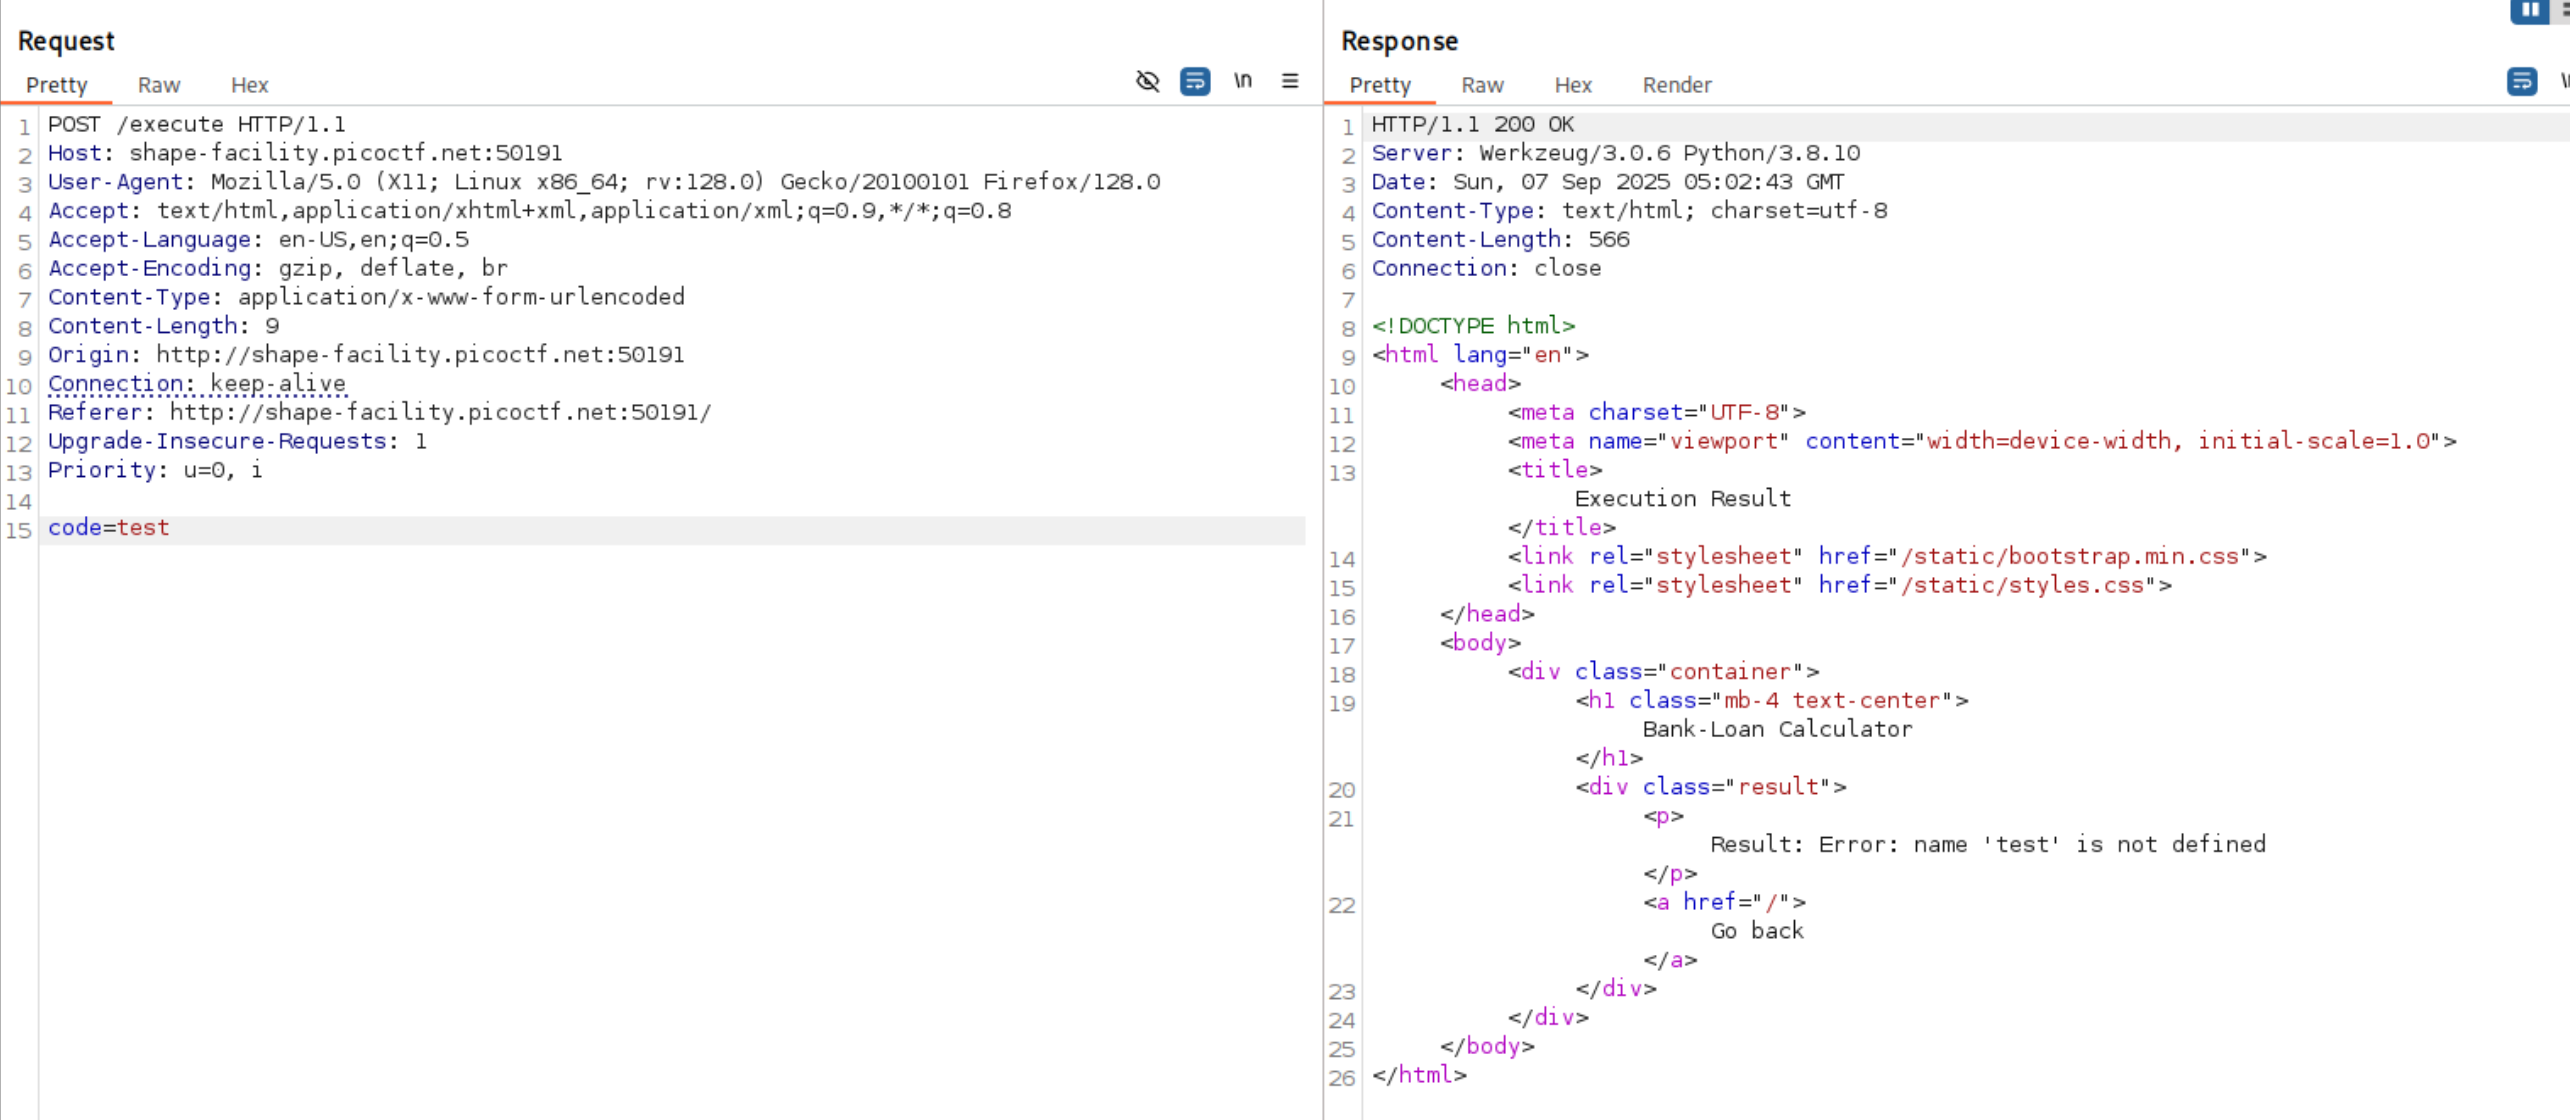 Request
Pretty Raw Hex
\n
1 POST /execute HTTP/1.1
2 Host: shape-facility.picoctf.net:50191
3 User-Agent: Mozilla/5.0 (X11; Linux x86_64; rv:128.0) Gecko/20100101 Firefox/128.0
4 Accept: text/html,application/xhtml+xml,application/xml;q=0.9,*/*;q=0.8
5 Accept-Language: en-US,en;q=0.5
6 Accept-Encoding: gzip, deflate, br
7 Content-Type: application/x-www-form-urlencoded
8 Content-Length: 9
9 Origin: http://shape-facility.picoctf.net:50191
10 Connection: keep-alive
11 Referer: http://shape-facility.picoctf.net:50191/
12 Upgrade-Insecure-Requests: 1
13 Priority: u=0, i
14
15 code=test
Response
Pretty Raw Hex Render
1 HTTP/1.1 200 OK
2 Server: Werkzeug/3.0.6 Python/3.8.10
3 Date: Sun, 07 Sep 2025 05:02:43 GMT
4 Content-Type: text/html; charset=utf-8
5 Content-Length: 566
6 Connection: close
7
8 <!DOCTYPE html>
9 <html lang="en">
10 <head>
11 <meta charset="UTF-8">
12 <meta name="viewport" content="width=device-width, initial-scale=1.0">
13 <title>
Execution Result
</title>
14 <link rel="stylesheet" href="/static/bootstrap.min.css">
15 <link rel="stylesheet" href="/static/styles.css">
16 </head>
17 <body>
18 <div class="container">
19 <h1 class="mb-4 text-center">
Bank-Loan Calculator
</h1>
20 <div class="result">
21 <p>
Result: Error: name 'test' is not defined
</p>
22 <a href="/">
Go back
</a>
23 </div>
24 </div>
25 </body>
26 </html>